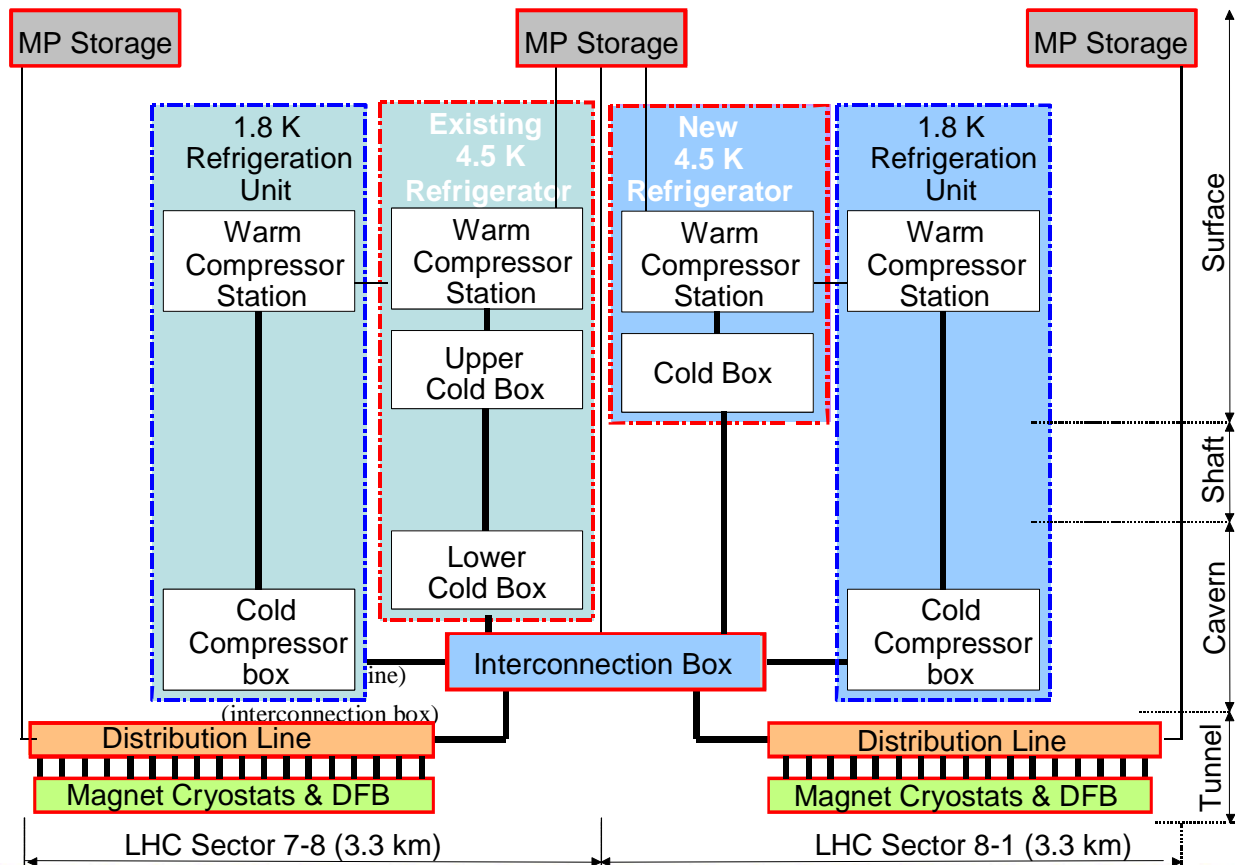 MP Storage
MP Storage
MP Storage
1.8 K
Refrigeration
Unit
Existing
4.5 K
Refrigerator
New
4.5 K
Refrigerator
1.8 K
Refrigeration
Unit
Warm
Compressor
Station
Warm
Compressor
Station
Warm
Compressor
Station
Warm
Compressor
Station
Upper
Cold Box
Cold Box
Lower
Cold Box
Cold
Compressor
box
Interconnection Box
Cold
Compressor
box
ine)
(interconnection box)
Distribution Line
Distribution Line
Magnet Cryostats & DFB
Magnet Cryostats & DFB
LHC Sector 7-8 (3.3 km)
LHC Sector 8-1 (3.3 km)
Surface
Shaft
Cavern
Tunnel